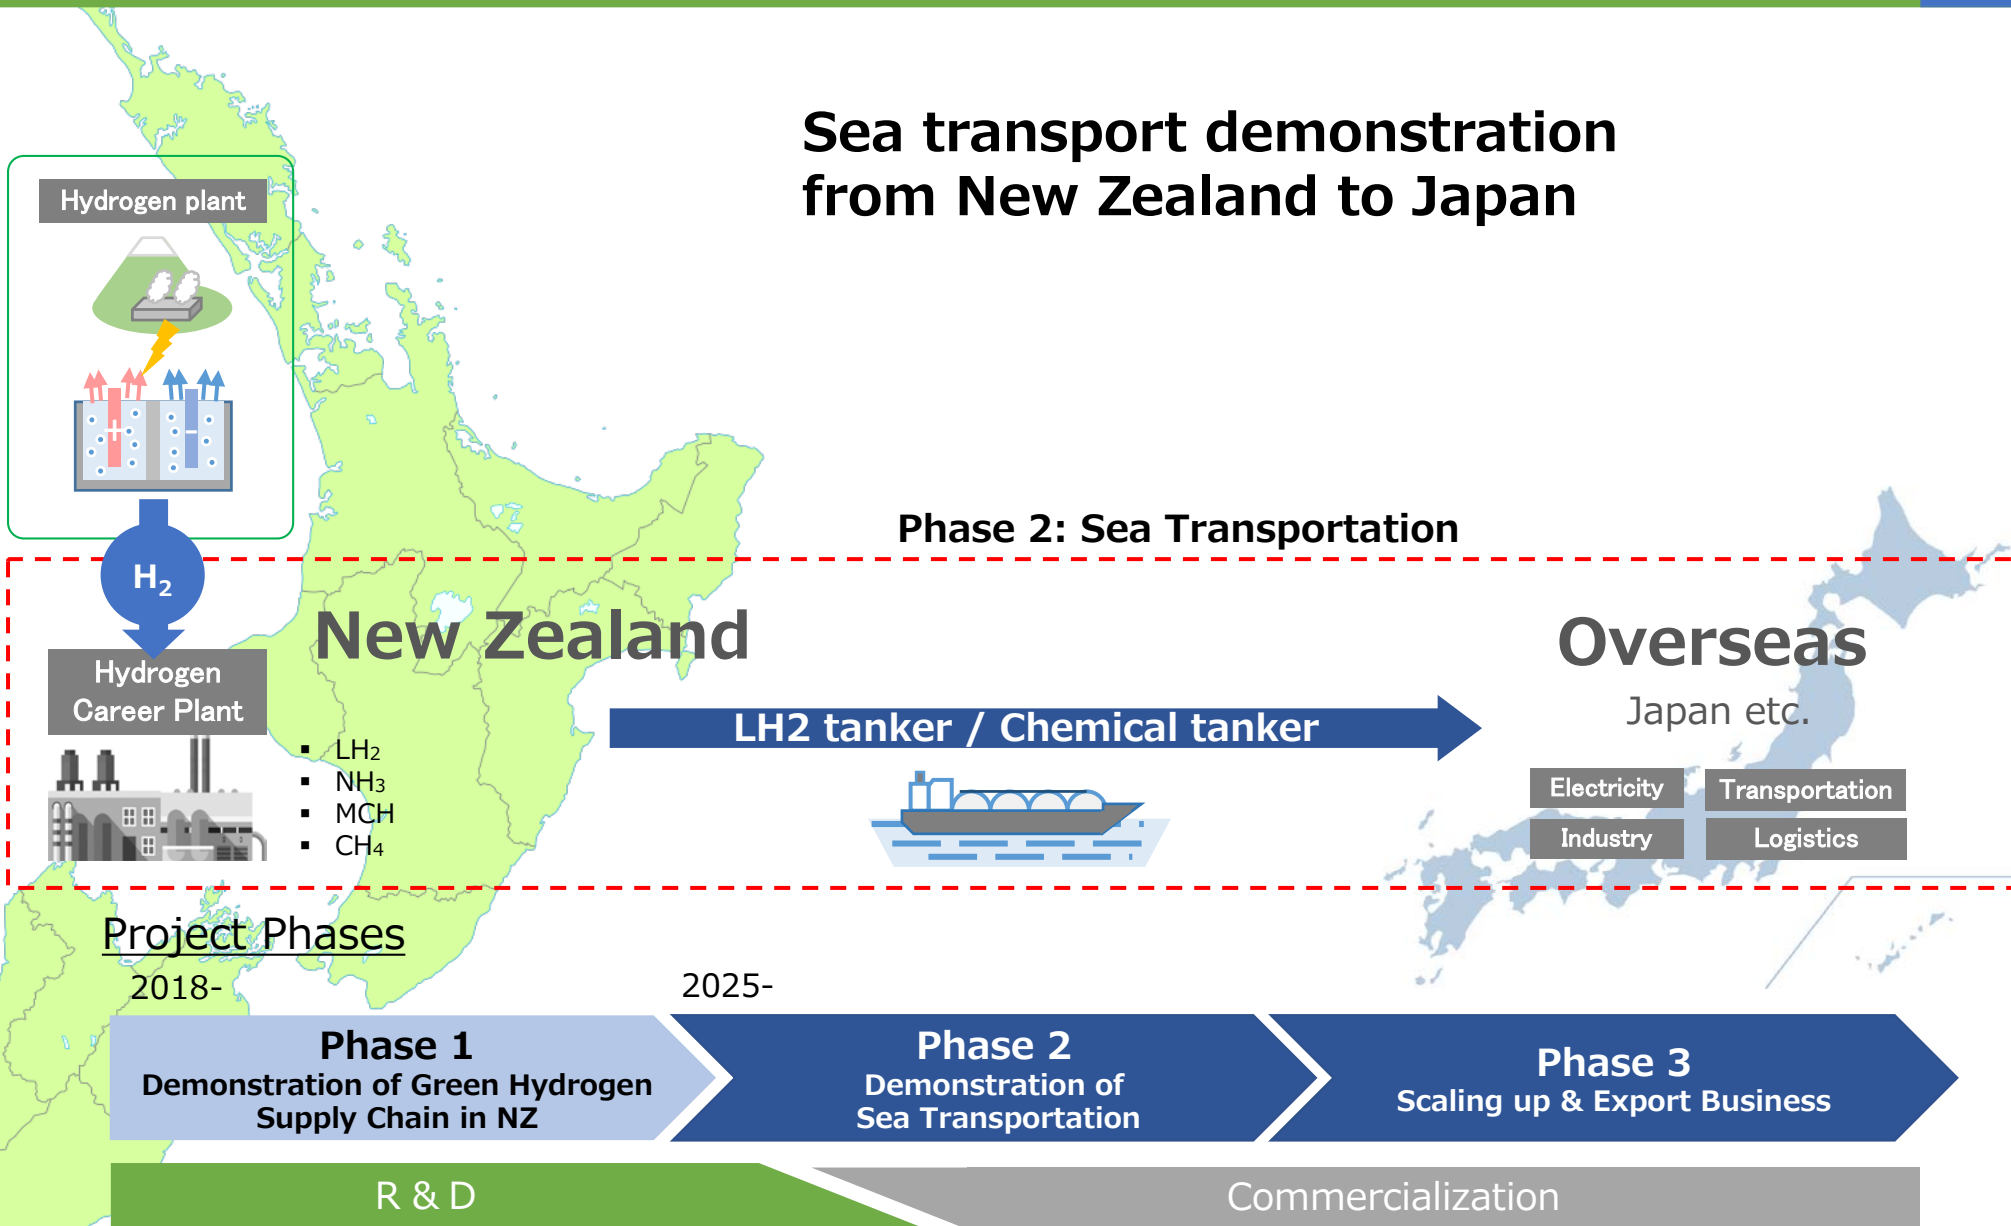 Sea transport demonstration
from New Zealand to Japan
Hydrogen plant
+
-
H₂
Phase 2: Sea Transportation
New Zealand
Overseas
Japan etc.
Hydrogen
Career Plant
▪ LH2
▪ NH3
▪ MCH
▪ CH4
LH2 tanker / Chemical tanker
Electricity
Transportation
Industry
Logistics
Project Phases
2018-
2025-
Phase 1
Demonstration of Green Hydrogen
Supply Chain in NZ
Phase 2
Demonstration of
Sea Transportation
Phase 3
Scaling up & Export Business
R & D
Commercialization